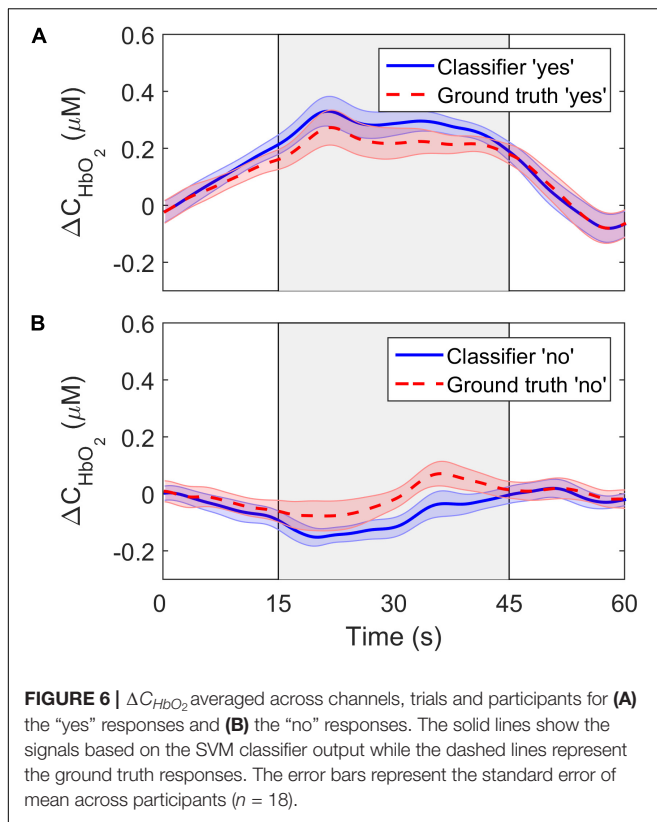 A
0.6
Classifier 'yes'
Ground truth 'yes'
0.4
0.2
0
-0.2
ΔC_HbO₂ (μM)
B
0.6
Classifier 'no'
Ground truth 'no'
0.4
0.2
0
-0.2
ΔC_HbO₂ (μM)
0 15 30 45 60
Time (s)
FIGURE 6 | ΔC_HbO₂ averaged across channels, trials and participants for (A)
the “yes” responses and (B) the “no” responses. The solid lines show the
signals based on the SVM classifier output while the dashed lines represent
the ground truth responses. The error bars represent the standard error of
mean across participants (n = 18).